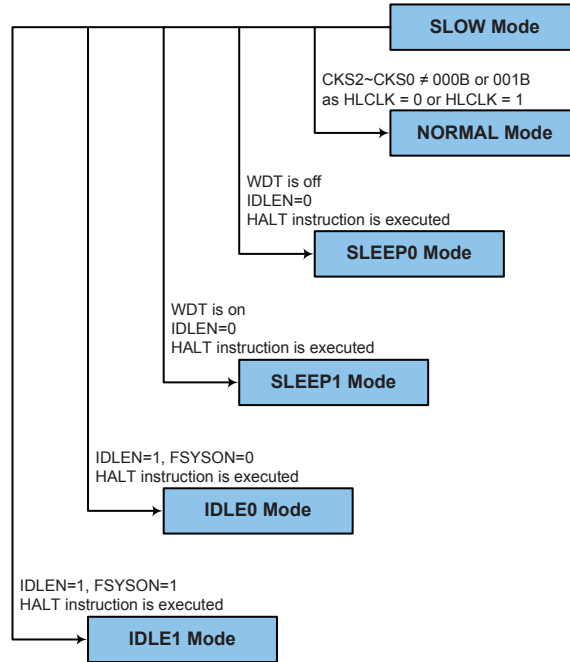 SLOW Mode
CKS2~CKS0 ≠ 000B or 001B
as HLCLK = 0 or HLCLK = 1
NORMAL Mode
WDT is off
IDLEN=0
HALT instruction is executed
SLEEP0 Mode
WDT is on
IDLEN=0
HALT instruction is executed
SLEEP1 Mode
IDLEN=1, FSYSON=0
HALT instruction is executed
IDLE0 Mode
IDLEN=1, FSYSON=1
HALT instruction is executed
IDLE1 Mode